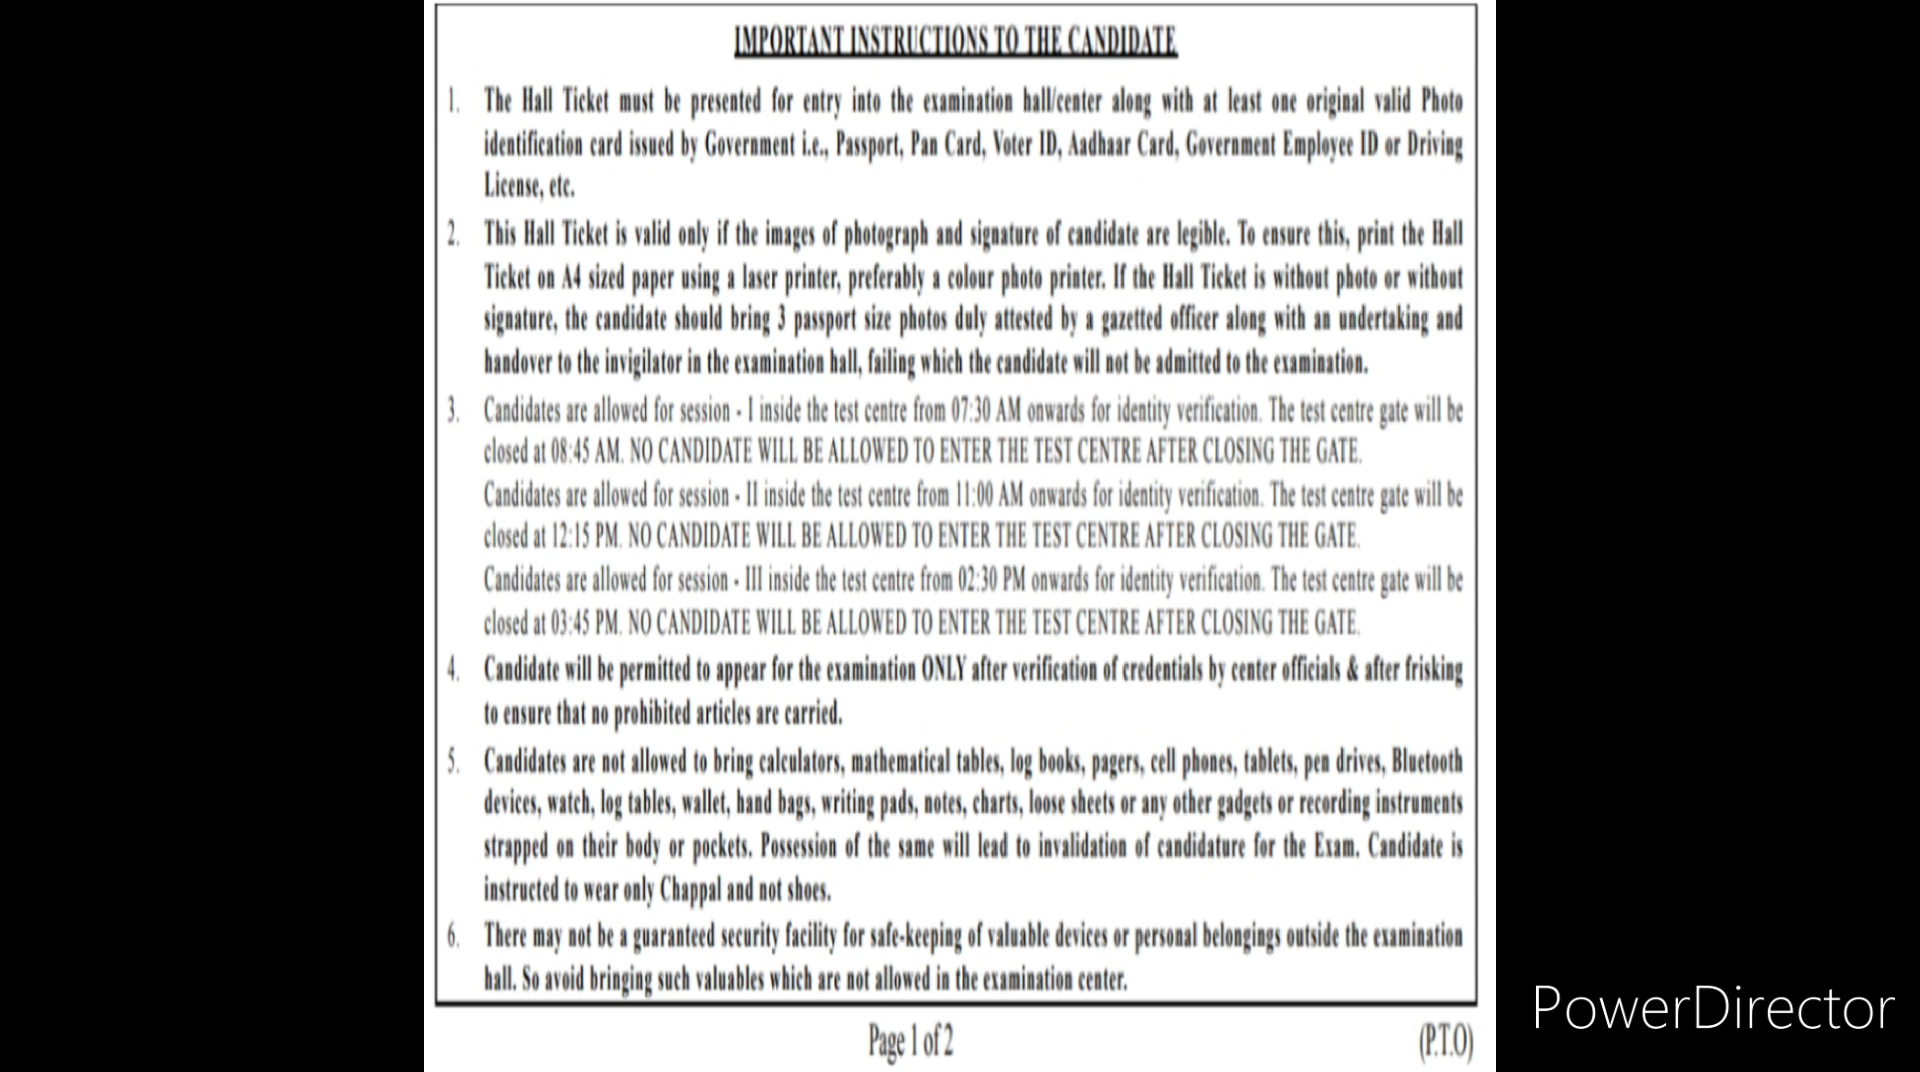 IMPORTANT INSTRUCTIONS TO THE CANDIDATE
1. The Hall Ticket must be presented for entry into the examination hall/center along with at least one original valid Photo
identification card issued by Government i.e., Passport, Pan Card, Voter ID, Aadhaar Card, Government Employee ID or Driving
License, etc.
2. This Hall Ticket is valid only if the images of photograph and signature of candidate are legible. To ensure this, print the Hall
Ticket on A4 sized paper using a laser printer, preferably a colour photo printer. If the Hall Ticket is without photo or without
signature, the candidate should bring 3 passport size photos duly attested by a gazetted officer along with an undertaking and
handover to the invigilator in the examination hall, failing which the candidate will not be admitted to the examination.
3. Candidates are allowed for session - I inside the test centre from 07:30 AM onwards for identity verification. The test centre gate will be
closed at 08:45 AM. NO CANDIDATE WILL BE ALLOWED TO ENTER THE TEST CENTRE AFTER CLOSING THE GATE.
Candidates are allowed for session - II inside the test centre from 11:00 AM onwards for identity verification. The test centre gate will be
closed at 12:15 PM. NO CANDIDATE WILL BE ALLOWED TO ENTER THE TEST CENTRE AFTER CLOSING THE GATE.
Candidates are allowed for session - III inside the test centre from 02:30 PM onwards for identity verification. The test centre gate will be
closed at 03:45 PM. NO CANDIDATE WILL BE ALLOWED TO ENTER THE TEST CENTRE AFTER CLOSING THE GATE.
4. Candidate will be permitted to appear for the examination ONLY after verification of credentials by center officials & after frisking
to ensure that no prohibited articles are carried.
5. Candidates are not allowed to bring calculators, mathematical tables, log books, pagers, cell phones, tablets, pen drives, Bluetooth
devices, watch, log tables, wallet, hand bags, writing pads, notes, charts, loose sheets or any other gadgets or recording instruments
strapped on their body or pockets. Possession of the same will lead to invalidation of candidature for the Exam. Candidate is
instructed to wear only Chappal and not shoes.
6. There may not be a guaranteed security facility for safe-keeping of valuable devices or personal belongings outside the examination
hall. So avoid bringing such valuables which are not allowed in the examination center.
Page 1 of 2
(P.T.O)
PowerDirector